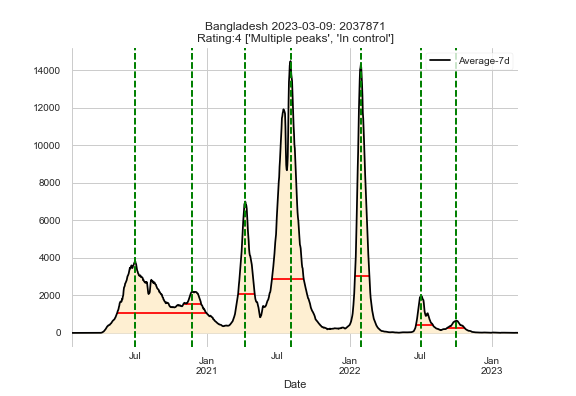 Bangladesh 2023-03-09: 2037871
Rating:4 ['Multiple peaks', 'In control']
Average-7d
14000
12000
10000
8000
6000
4000
2000
0
Jul
Jan
2021
Jul
Jan
2022
Jul
Jan
2023
Date